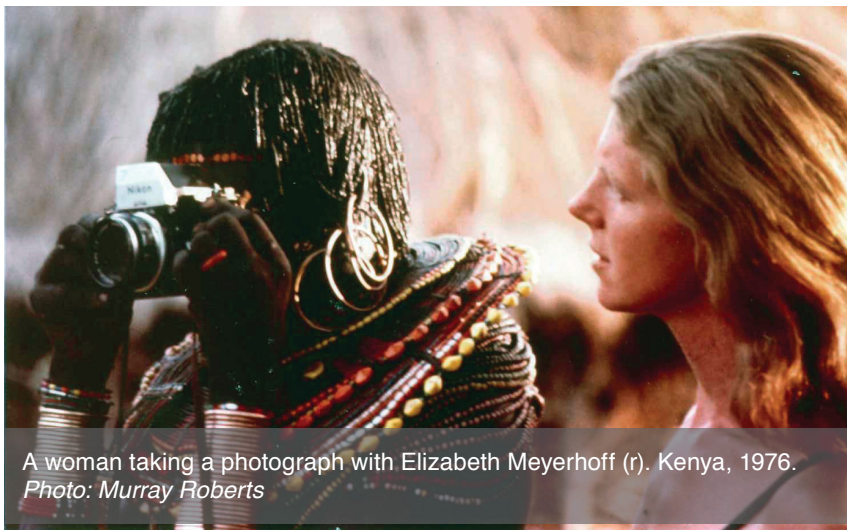 Nikon
A woman taking a photograph with Elizabeth Meyerhoff (r). Kenya, 1976.
Photo: Murray Roberts